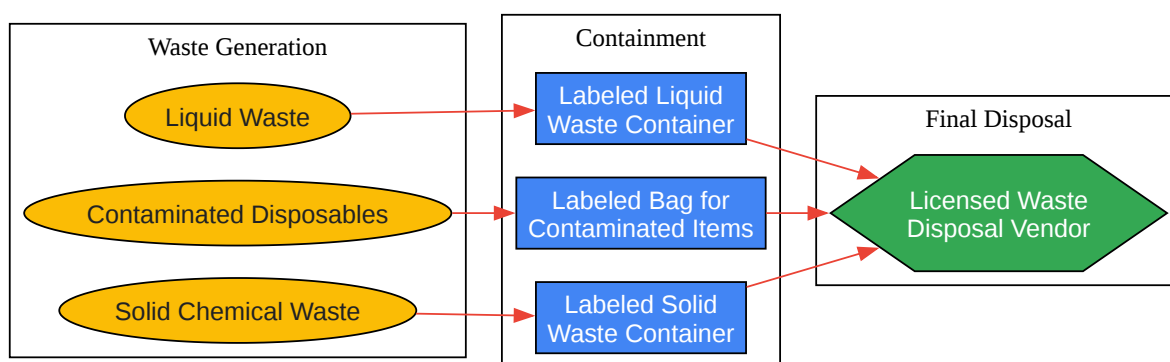 Waste Generation
Liquid Waste
Contaminated Disposables
Solid Chemical Waste
Containment
Labeled Liquid
Waste Container
Labeled Bag for
Contaminated Items
Labeled Solid
Waste Container
Final Disposal
Licensed Waste
Disposal Vendor